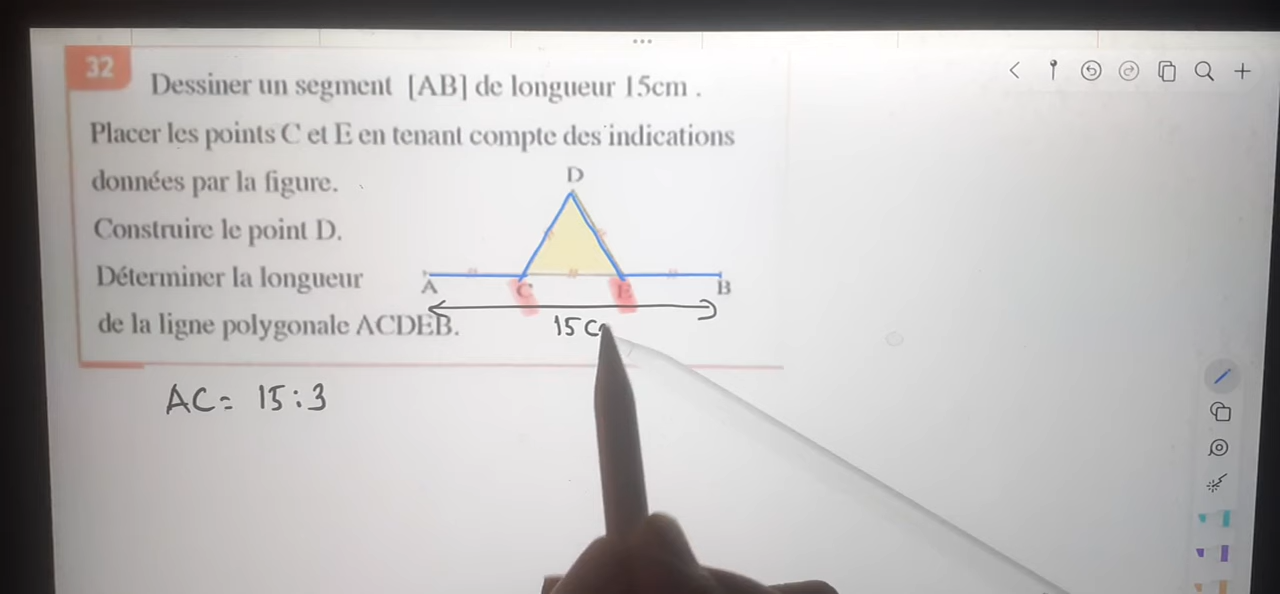 32
Dessiner un segment [AB] de longueur 15cm .
Placer les points C et E en tenant compte des indications
données par la figure.
Construire le point D.
Déterminer la longueur
de la ligne polygonale ACDEB.
D
A C E B
15c
AC= 15:3